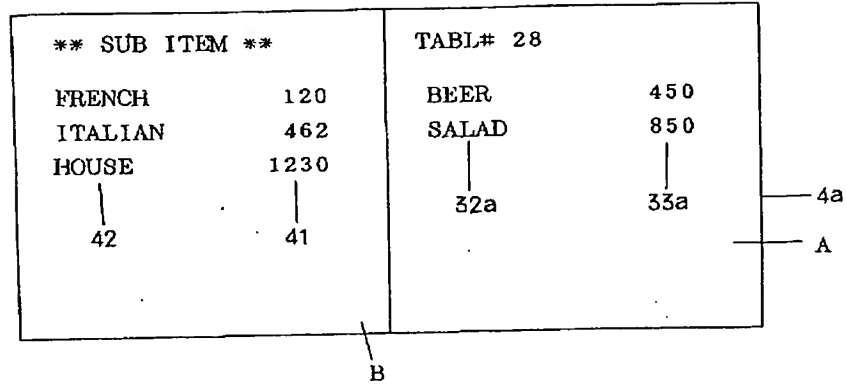 ** SUB ITEM **
FRENCH 120
ITALIAN 462
HOUSE 1230
42 41
TABL# 28
BEER 450
SALAD 850
32a 33a
4a
A
B